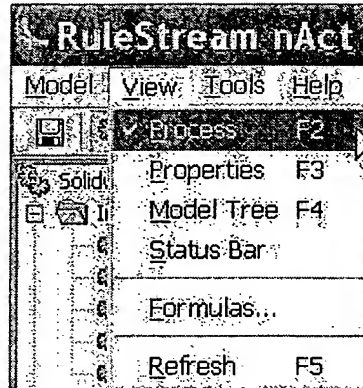 RuleStream nAct
Model View Tools Help
Process F2
Properties F3
Model Tree F4
Status Bar
Formulas...
Refresh F5